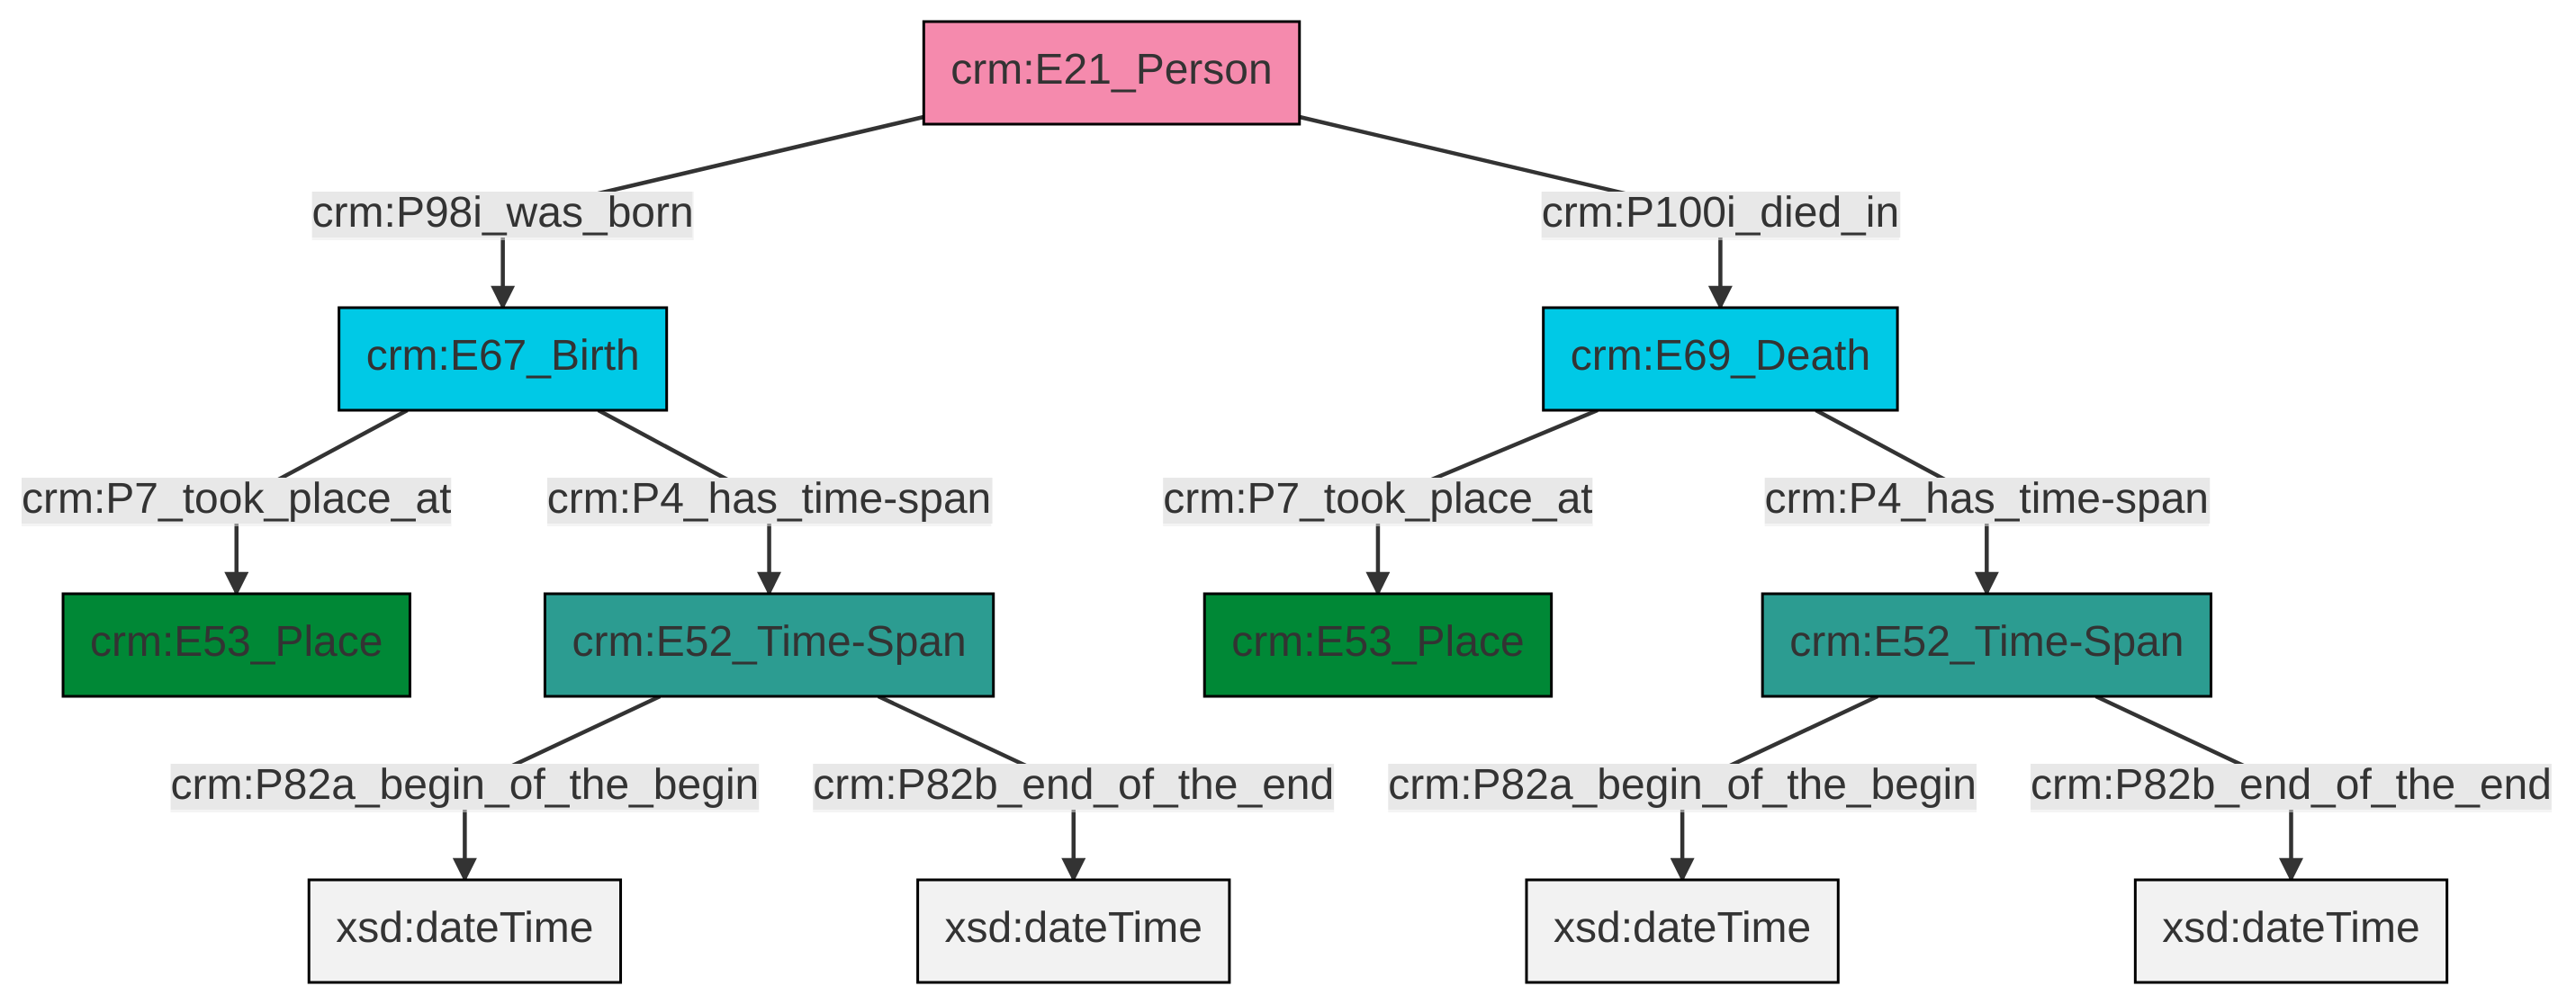 crm:E21_Person
crm:P98i_was_born
crm:P100i_died_in
crm:E67_Birth
crm:E69_Death
crm:P7_took_place_at
crm:P4_has_time-span
crm:P7_took_place_at
crm:P4_has_time-span
crm:E53_Place
crm:E52_Time-Span
crm:E53_Place
crm:E52_Time-Span
crm:P82a_begin_of_the_begin
crm:P82b_end_of_the_end
crm:P82a_begin_of_the_begin
crm:P82b_end_of_the_end
xsd:dateTime
xsd:dateTime
xsd:dateTime
xsd:dateTime